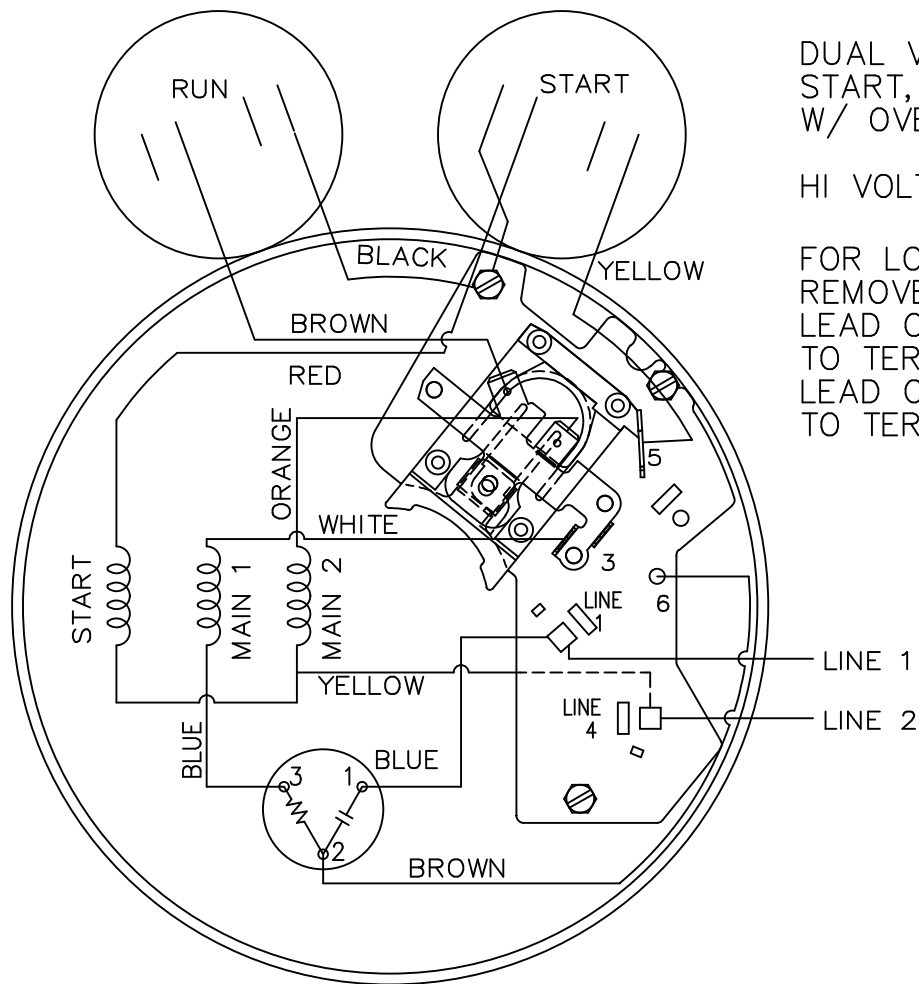 RUN
START
DUAL V
START,
W/ OVE
HI VOLT
FOR LO
REMOVE
LEAD O
TO TER
LEAD O
TO TER
BLACK
YELLOW
BROWN
RED
ORANGE
WHITE
5
3
6
START
MAIN 1
MAIN 2
LINE
1
LINE 1
YELLOW
LINE
4
LINE 2
BLUE
BLUE
3
1
2
BROWN